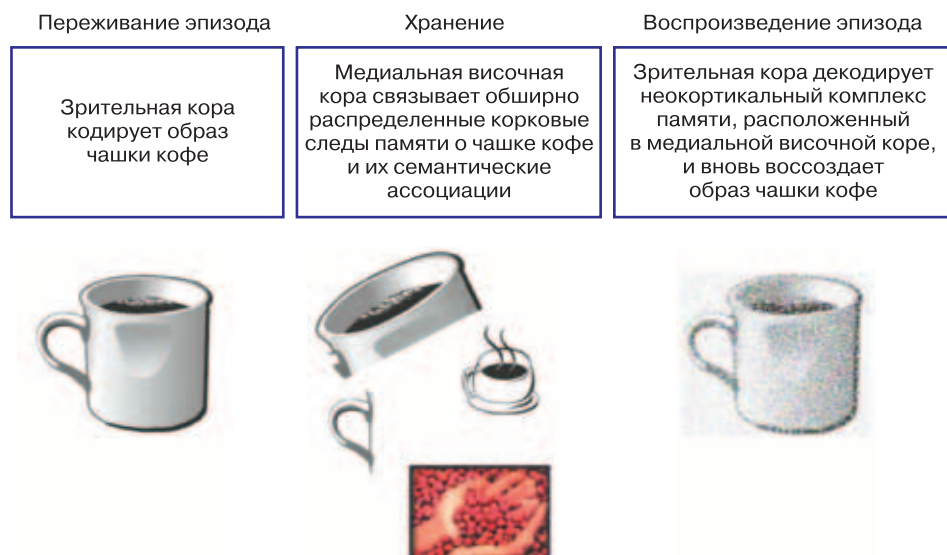 Переживание эпизода
Зрительная кора
кодирует образ
чашки кофе
Хранение
Медиальная височная
кора связывает обширно
распределенные корковые
следы памяти о чашке кофе
и их семантические
ассоциации
Воспроизведение эпизода
Зрительная кора декодирует
неокортикальный комплекс
памяти, расположенный
в медиальной височной коре,
и вновь воссоздает
образ чашки кофе